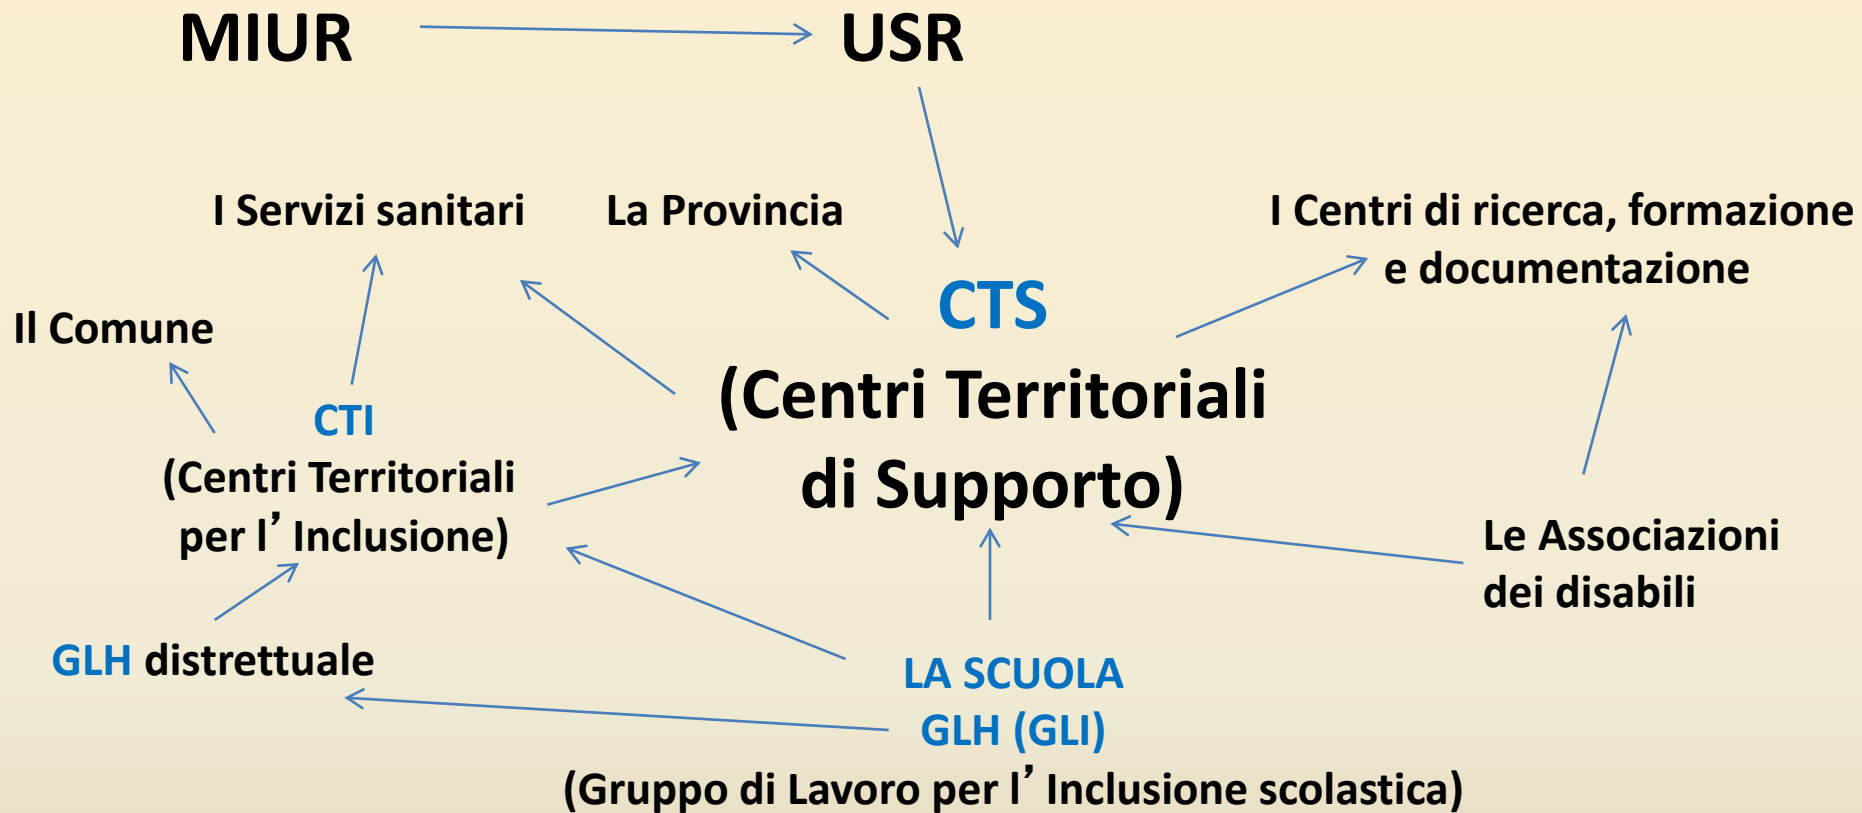 MIUR
USR
I Servizi sanitari
La Provincia
I Centri di ricerca, formazione
e documentazione
CTS
(Centri Territoriali
di Supporto)
Il Comune
CTI
(Centri Territoriali
per l’ Inclusione)
Le Associazioni
dei disabili
GLH distrettuale
LA SCUOLA
GLH (GLI)
(Gruppo di Lavoro per l’ Inclusione scolastica)